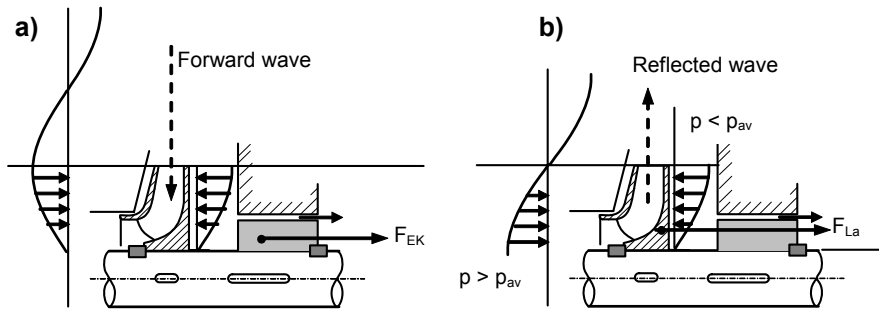 a)
Forward wave
F_EK
b)
Reflected wave
p < p_av
F_La
p > p_av